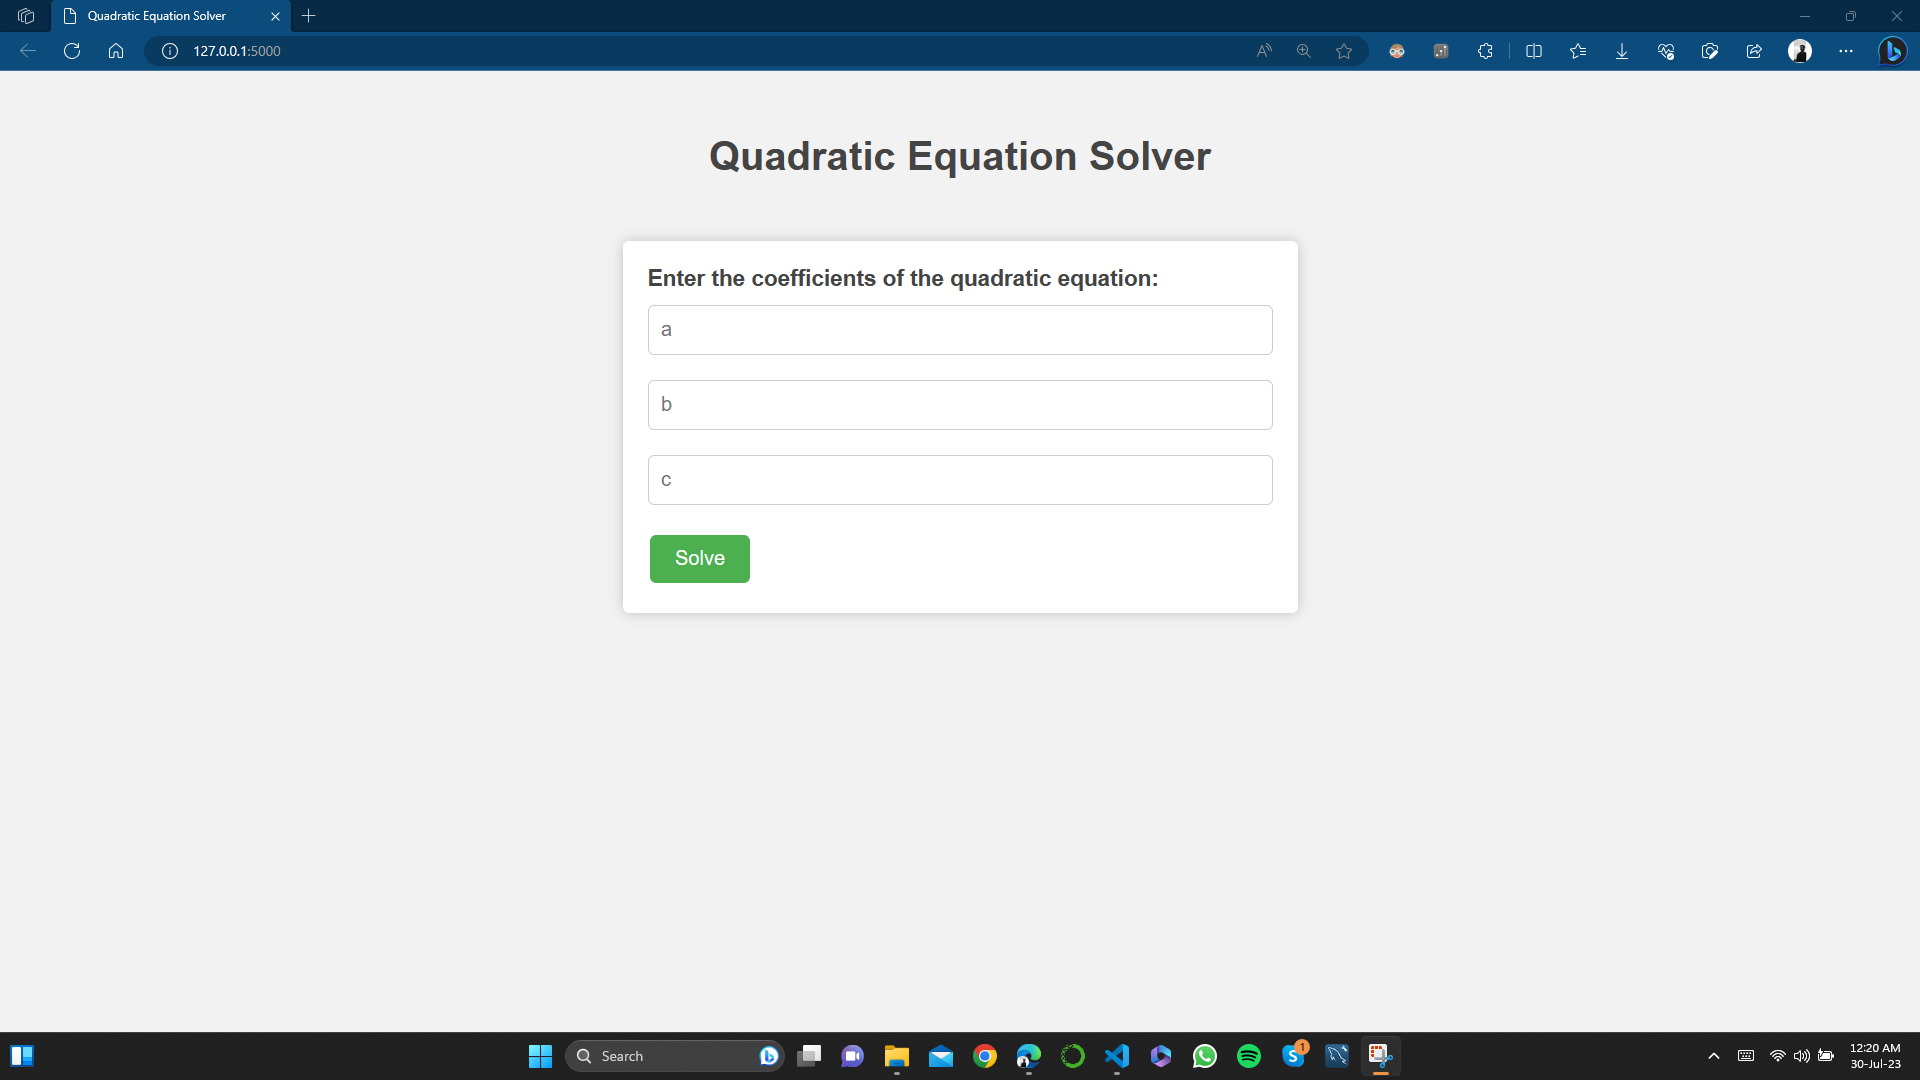 Quadratic Equation Solver
127.0.0.1:5000
Quadratic Equation Solver
Enter the coefficients of the quadratic equation:
a
b
c
Solve
Search
1
12:20 AM
30-Jul-23